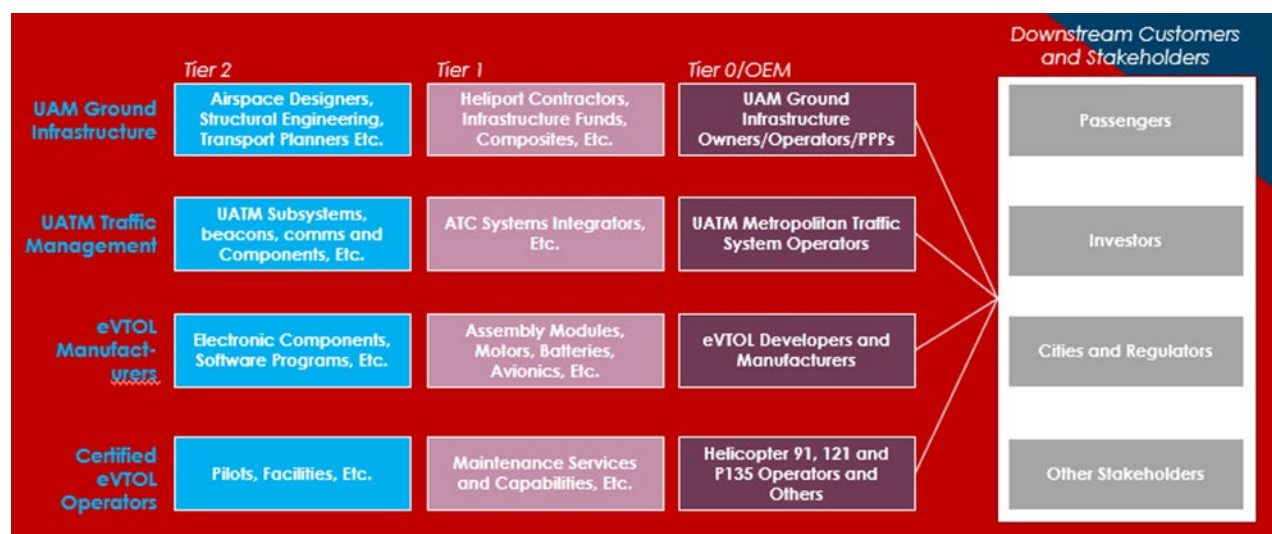 Downstream Customers
and Stakeholders
Tier 2
Tier 1
Tier 0/OEM
UAM Ground
Infrastructure
Airspace Designers,
Structural Engineering,
Transport Planners Etc.
Heliport Contractors,
Infrastructure Funds,
Composites, Etc.
UAM Ground
Infrastructure
Owners/Operators/PPPs
Passengers
UATM Traffic
Management
UATM Subsystems,
beacons, comms and
Components, Etc.
ATC Systems Integrators,
Etc.
UATM Metropolitan Traffic
System Operators
Investors
eVTOL
Manufact-
urers
Electronic Components,
Software Programs, Etc.
Assembly Modules,
Motors, Batteries,
Avionics, Etc.
eVTOL Developers and
Manufacturers
Cities and Regulators
Certified
eVTOL
Operators
Pilots, Facilities, Etc.
Maintenance Services
and Capabilities, Etc.
Helicopter 91, 121 and
P135 Operators and
Others
Other Stakeholders